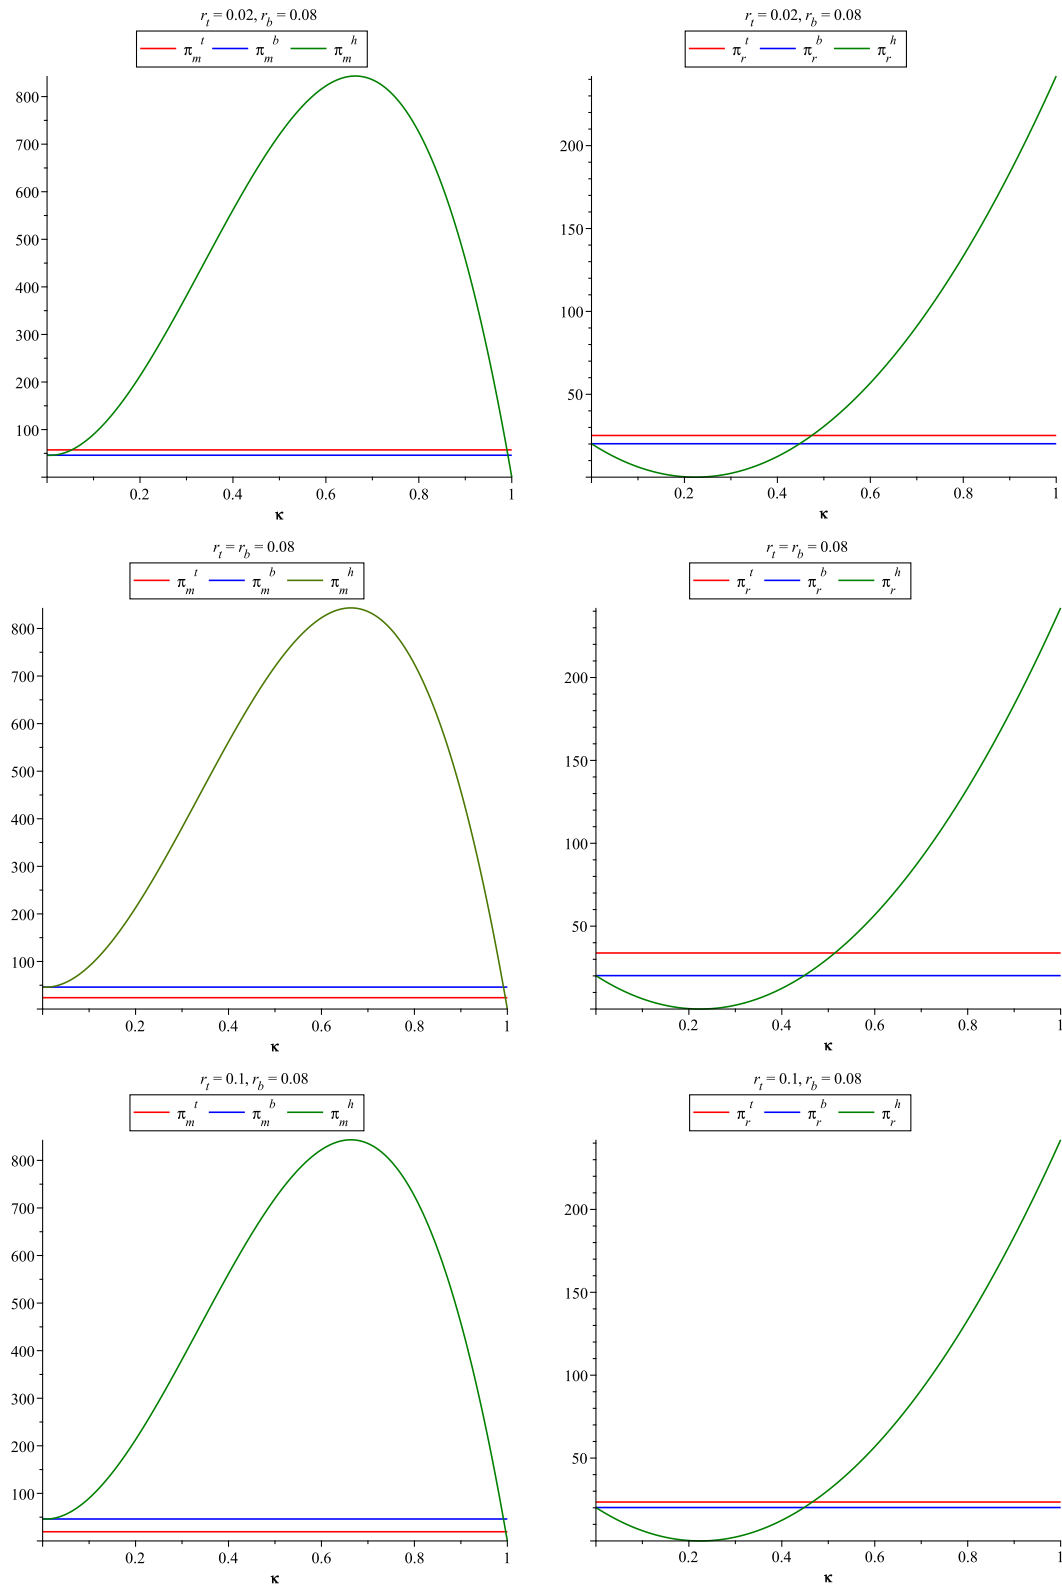 r_t = 0.02, r_b = 0.08
π_m^t π_m^b π_m^h
800
700
600
500
400
300
200
100
0.2 0.4 0.6 0.8 1
κ
r_t = 0.02, r_b = 0.08
π_r^t π_r^b π_r^h
200
150
100
50
0.2 0.4 0.6 0.8 1
κ
r_t = r_b = 0.08
π_m^t π_m^b π_m^h
800
700
600
500
400
300
200
100
0.2 0.4 0.6 0.8 1
κ
r_t = r_b = 0.08
π_r^t π_r^b π_r^h
200
150
100
50
0.2 0.4 0.6 0.8 1
κ
r_t = 0.1, r_b = 0.08
π_m^t π_m^b π_m^h
800
700
600
500
400
300
200
100
0.2 0.4 0.6 0.8 1
κ
r_t = 0.1, r_b = 0.08
π_r^t π_r^b π_r^h
200
150
100
50
0.2 0.4 0.6 0.8 1
κ